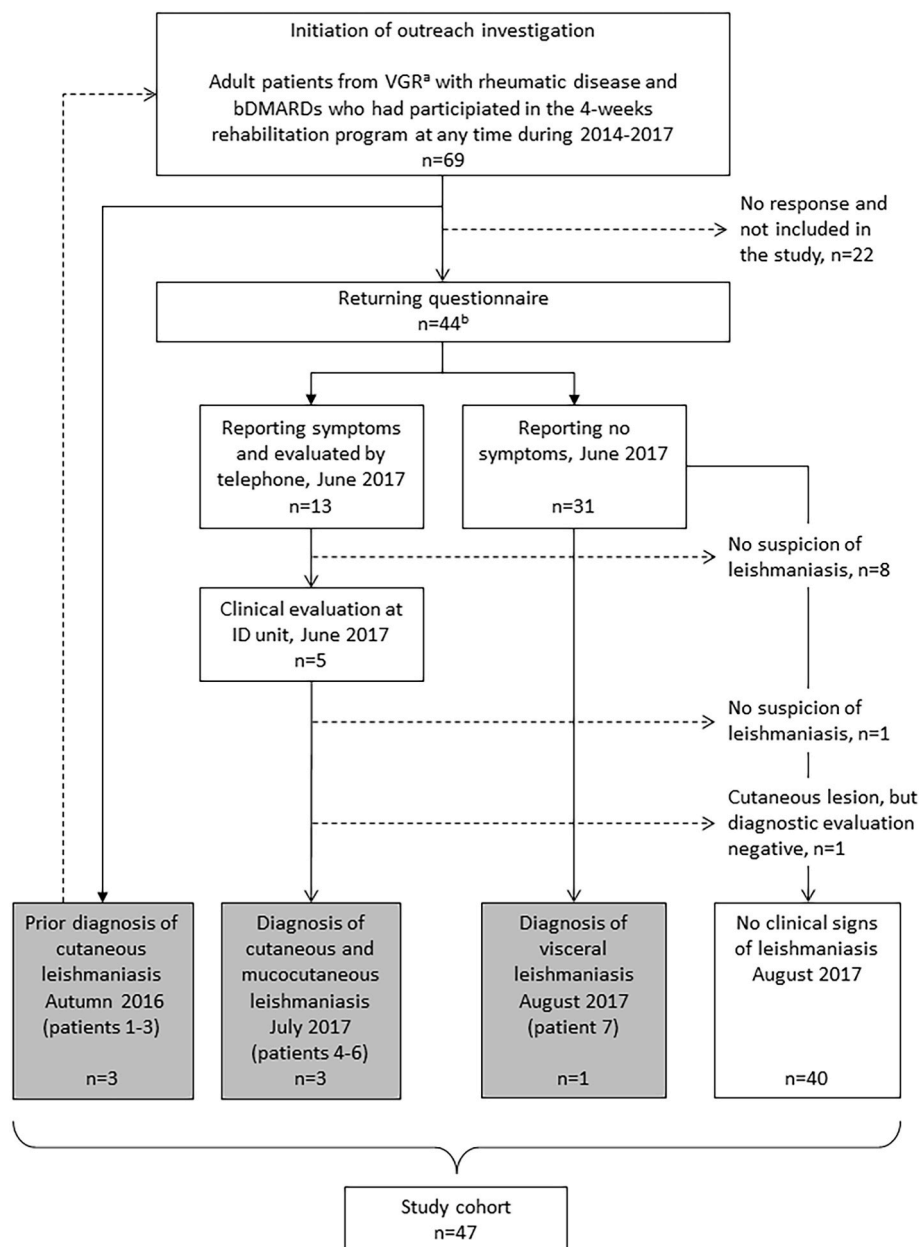 Initiation of outreach investigation
Adult patients from VGRᵃ with rheumatic disease and
bDMARDs who had participiated in the 4-weeks
rehabilitation program at any time during 2014-2017
n=69
No response and
not included in
the study, n=22
Returning questionnaire
n=44ᵇ
Reporting symptoms
and evaluated by
telephone, June 2017
n=13
Reporting no
symptoms, June 2017
n=31
No suspicion of
leishmaniasis, n=8
Clinical evaluation at
ID unit, June 2017
n=5
No suspicion of
leishmaniasis, n=1
Cutaneous lesion, but
diagnostic evaluation
negative, n=1
Prior diagnosis of
cutaneous
leishmaniasis
Autumn 2016
(patients 1-3)
n=3
Diagnosis of
cutaneous and
mucocutaneous
leishmaniasis
July 2017
(patients 4-6)
n=3
Diagnosis of
visceral
leishmaniasis
August 2017
(patient 7)
n=1
No clinical signs
of leishmaniasis
August 2017
n=40
Study cohort
n=47